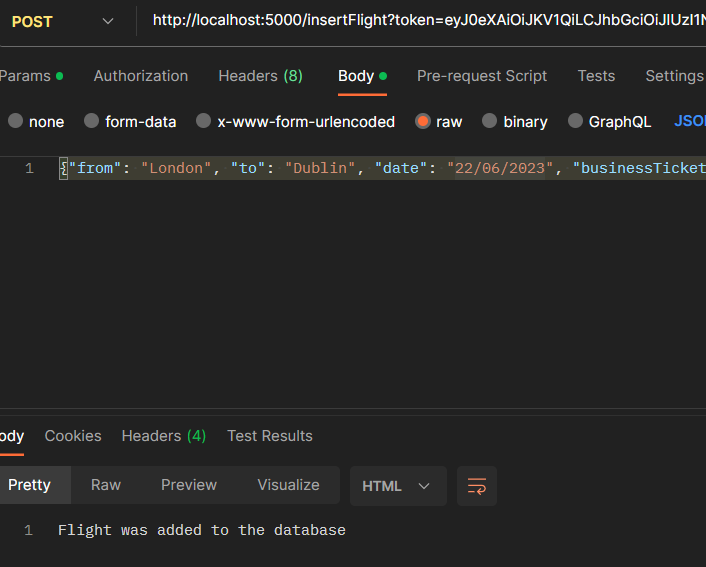 POST http://localhost:5000/insertFlight?token=eyJ0eXAiOiJKV1QiLCJhbGciOiJIUzI1N
Params Authorization Headers (8) Body Pre-request Script Tests Settings
none form-data x-www-form-urlencoded raw binary GraphQL JSO
1 {"from": "London", "to": "Dublin", "date": "22/06/2023", "businessTicket
ody Cookies Headers (4) Test Results
Pretty Raw Preview Visualize HTML
1 Flight was added to the database